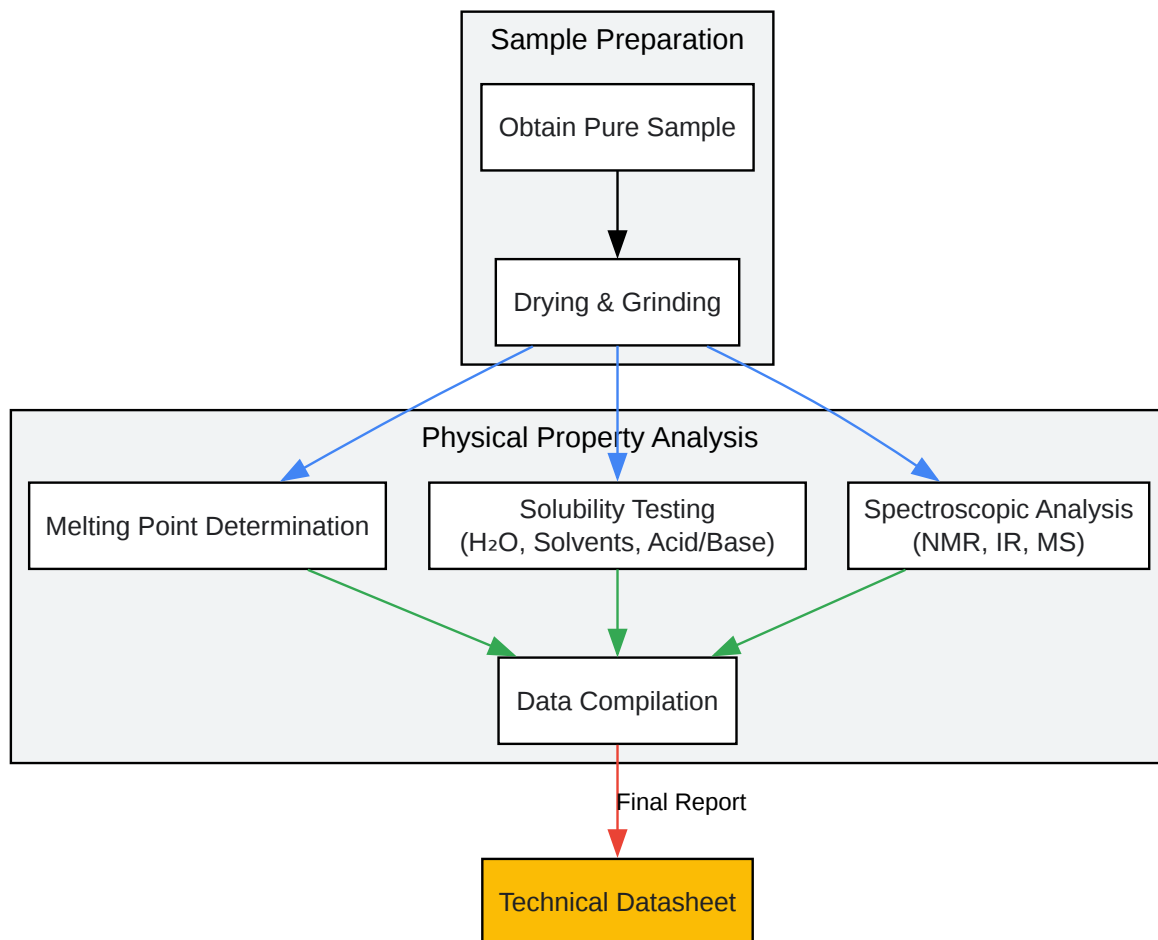 Sample Preparation
Obtain Pure Sample
Drying & Grinding
Physical Property Analysis
Melting Point Determination
Solubility Testing
(H₂O, Solvents, Acid/Base)
Spectroscopic Analysis
(NMR, IR, MS)
Data Compilation
Final Report
Technical Datasheet